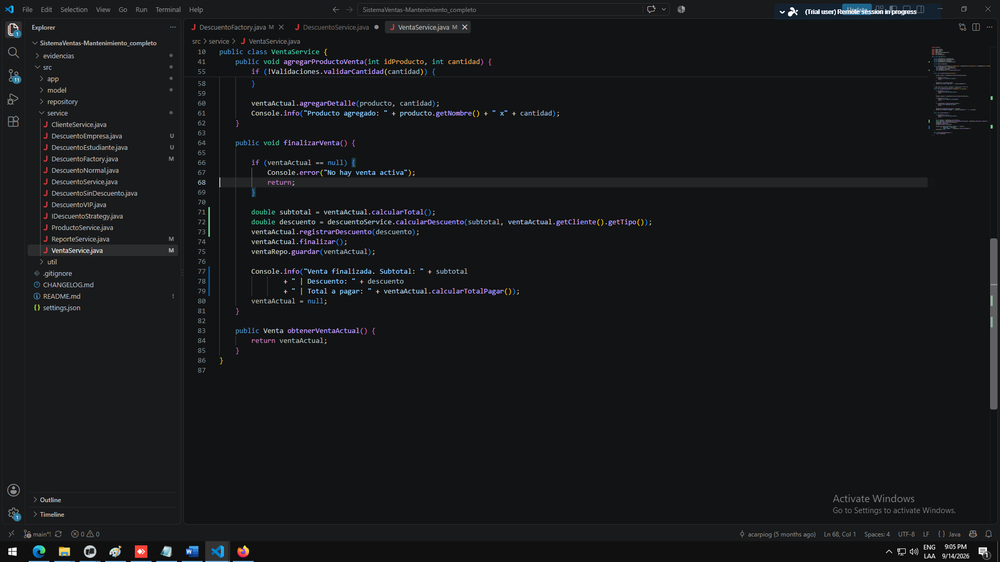 File Edit Selection View Go Run Terminal Help
SistemaVentas-Mantenimiento_completo
(Trial user) Remote session in progress
Explorer
DescuentoFactory.java M
DescuentoService.java
VentaService.java M
src > service > VentaService.java
SistemaVentas-Mantenimiento_completo
evidencias
src
app
model
repository
service
ClienteService.java
DescuentoEmpresa.java U
DescuentoEstudiante.java U
DescuentoFactory.java M
DescuentoNormal.java
DescuentoService.java
DescuentoSinDescuento.java
DescuentoVIP.java
IDescuentoStrategy.java
ProductoService.java
ReporteService.java M
VentaService.java M
util
.gitignore
CHANGELOG.md
README.md !
settings.json
Outline
Timeline
1
11
1
10 public class VentaService {
41 public void agregarProductoVenta(int idProducto, int cantidad) {
55 if (!Validaciones.validarCantidad(cantidad)) {
58 }
59
60 ventaActual.agregarDetalle(producto, cantidad);
61 Console.info("Producto agregado: " + producto.getNombre() + " x" + cantidad);
62 }
63
64 public void finalizarVenta() {
65
66 if (ventaActual == null) {
67 Console.error("No hay venta activa");
68 return;
69 }
70
71 double subtotal = ventaActual.calcularTotal();
72 double descuento = descuentoService.calcularDescuento(subtotal, ventaActual.getCliente().getTipo());
73 ventaActual.registrarDescuento(descuento);
74 ventaActual.finalizar();
75 ventaRepo.guardar(ventaActual);
76
77 Console.info("Venta finalizada. Subtotal: " + subtotal
78 + " | Descuento: " + descuento
79 + " | Total a pagar: " + ventaActual.calcularTotalPagar());
80 ventaActual = null;
81 }
82
83 public Venta obtenerVentaActual() {
84 return ventaActual;
85 }
86 }
87
Activate Windows
Go to Settings to activate Windows.
main*! 0 0
acarpiog (5 months ago) Ln 68, Col 1 Spaces: 4 UTF-8 LF {} Java
ENG
LAA
9:05 PM
9/14/2026
1